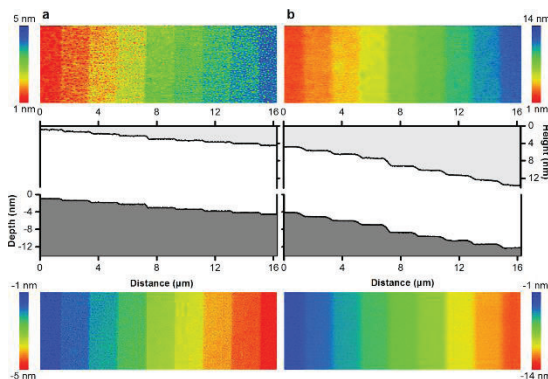 a
b
5 nm
14 nm
1 nm
1 nm
0 4 8 12 16
0 4 8 12 16
0
4
8
12
Height (nm)
0
-4
-8
-12
Depth (nm)
0 4 8 12 16
0 4 8 12 16
Distance (µm)
Distance (µm)
-1 nm
-1 nm
-5 nm
-14 nm